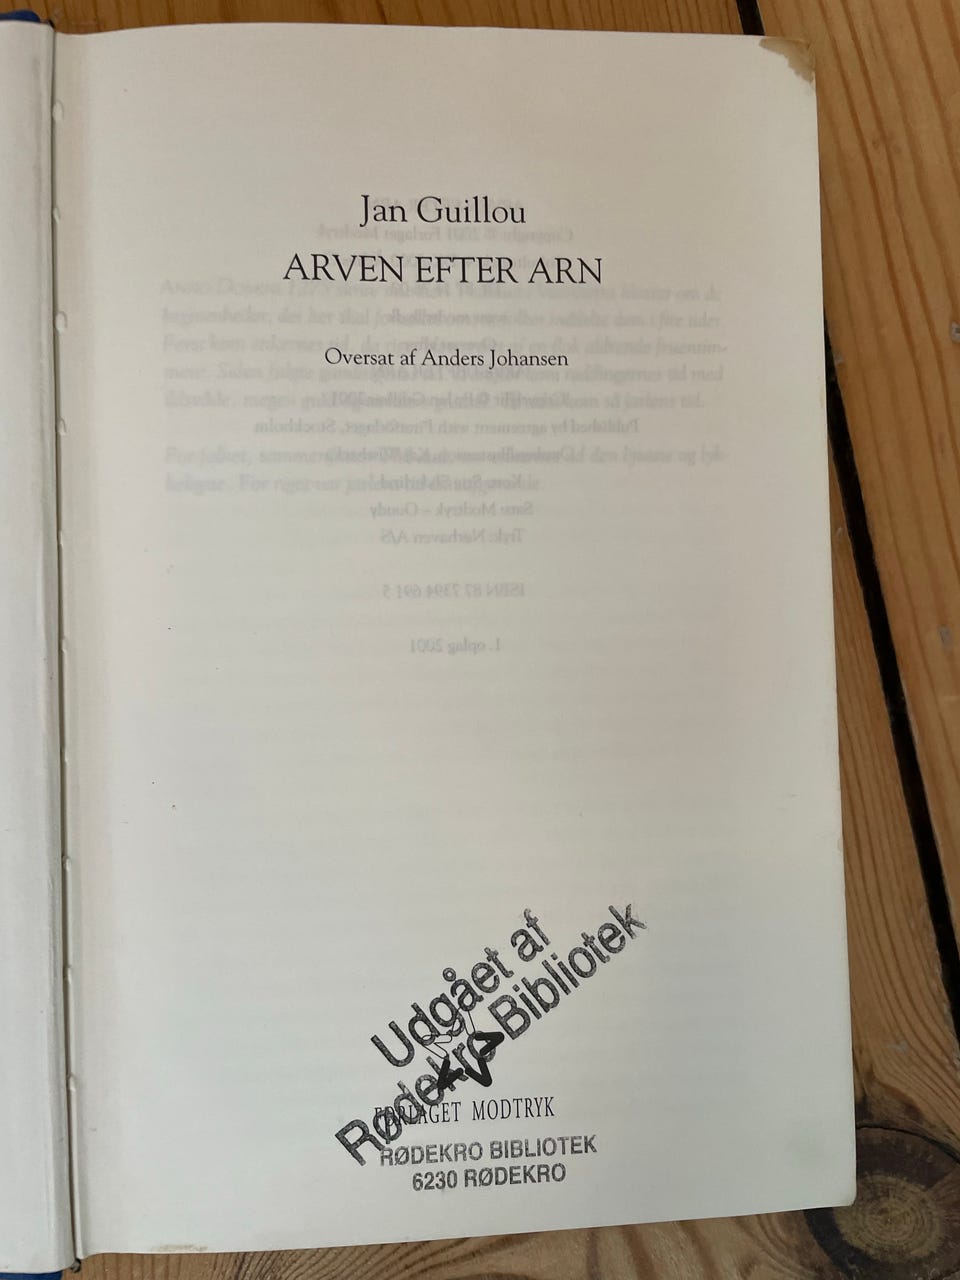 Jan Guillou
ARVEN EFTER ARN
Oversat af Anders Johansen
Udgået af
Rødekro Bibliotek
FORLAGET MODTRYK
RØDEKRO BIBLIOTEK
6230 RØDEKRO